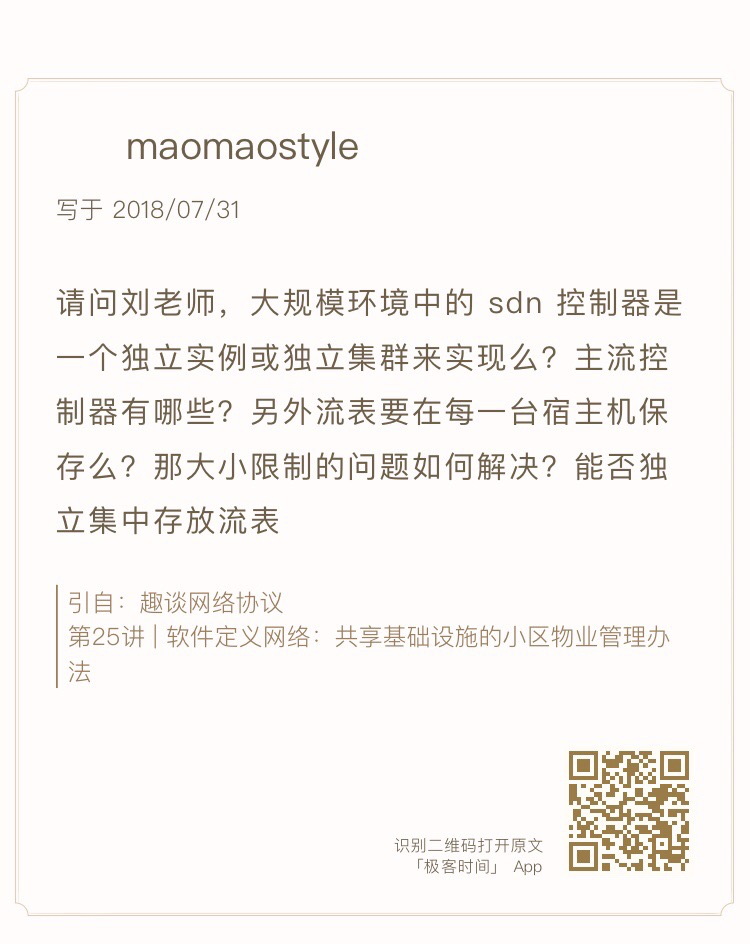 maomaostyle
写于 2018/07/31
请问刘老师，大规模环境中的 sdn 控制器是
一个独立实例或独立集群来实现么？主流控
制器有哪些？另外流表要在每一台宿主机保
存么？那大小限制的问题如何解决？能否独
立集中存放流表
引自：趣谈网络协议
第25讲 | 软件定义网络：共享基础设施的小区物业管理办
法
识别二维码打开原文
「极客时间」 App